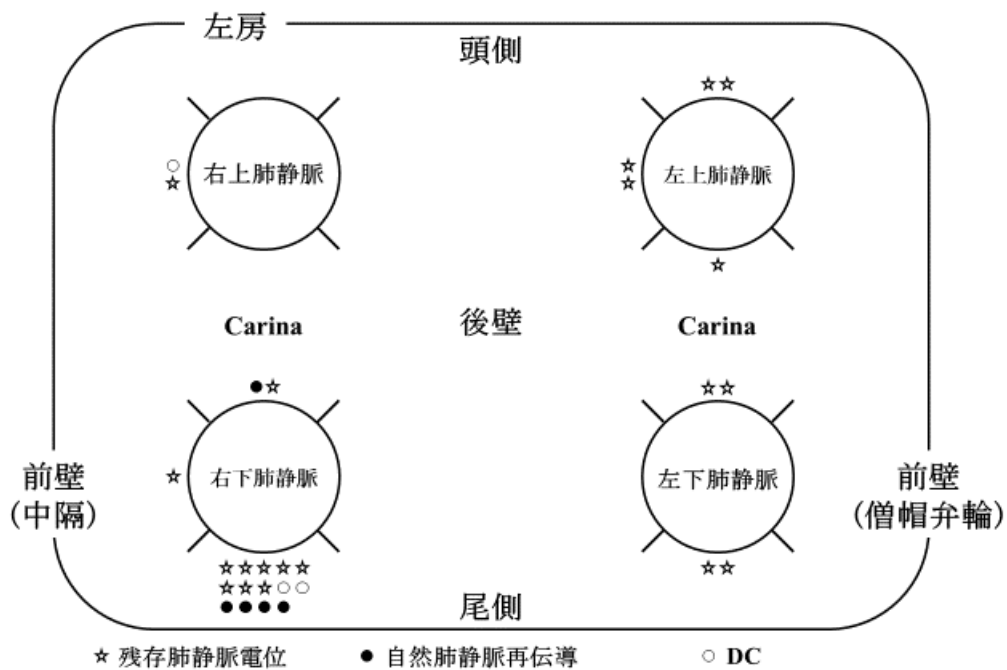 左房
頭側
右上肺静脈
左上肺静脈
Carina
後壁
Carina
右下肺静脈
左下肺静脈
前壁
(中隔)
前壁
(僧帽弁輪)
尾側
☆ 残存肺静脈電位
● 自然肺静脈再伝導
○ DC